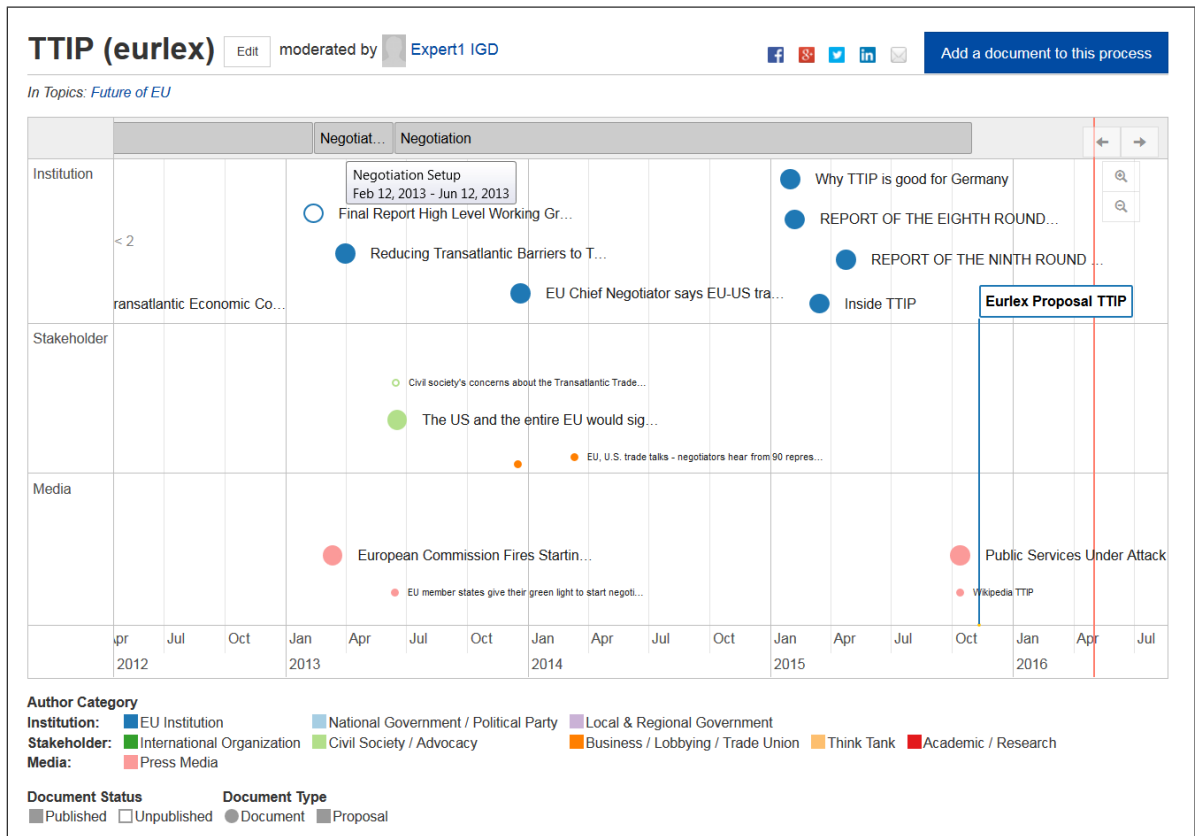 TTIP (eurlex) Edit moderated by Expert1 IGD
Add a document to this process
In Topics: Future of EU
Negotiat... Negotiation
Institution
Negotiation Setup
Feb 12, 2013 - Jun 12, 2013
Why TTIP is good for Germany
Final Report High Level Working Gr...
REPORT OF THE EIGHTH ROUND...
< 2
Reducing Transatlantic Barriers to T...
REPORT OF THE NINTH ROUND ...
EU Chief Negotiator says EU-US tra...
ransatlantic Economic Co...
Inside TTIP
Eurlex Proposal TTIP
Stakeholder
Civil society's concerns about the Transatlantic Trade...
The US and the entire EU would sig...
EU, U.S. trade talks - negotiators hear from 90 repres...
Media
European Commission Fires Startin...
Public Services Under Attack
EU member states give their green light to start negoti...
Wikipedia TTIP
Apr Jul Oct Jan Apr Jul Oct Jan Apr Jul Oct Jan Apr Jul Oct Jan Apr Jul
2012 2013 2014 2015 2016
Author Category
Institution: EU Institution National Government / Political Party Local & Regional Government
Stakeholder: International Organization Civil Society / Advocacy Business / Lobbying / Trade Union Think Tank Academic / Research
Media: Press Media
Document Status Document Type
Published Unpublished Document Proposal